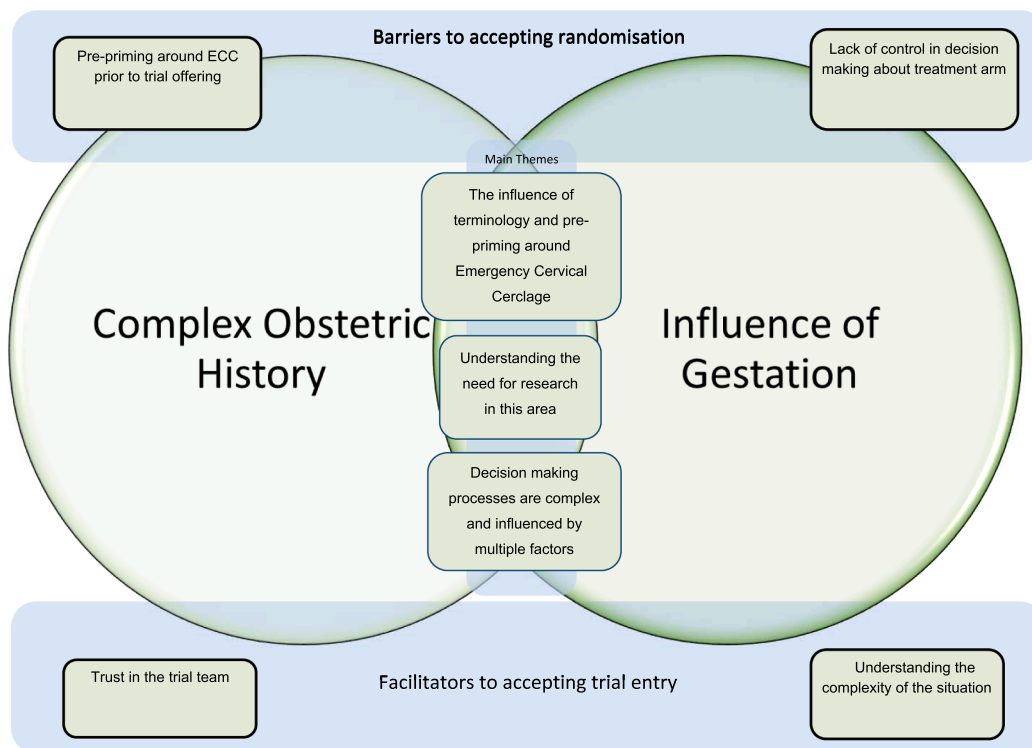 Barriers to accepting randomisation
Pre-priming around ECC
prior to trial offering
Lack of control in decision
making about treatment arm
Main Themes
The influence of
terminology and pre-
priming around
Emergency Cervical
Cerclage
Complex Obstetric
History
Influence of
Gestation
Understanding the
need for research
in this area
Decision making
processes are complex
and influenced by
multiple factors
Trust in the trial team
Facilitators to accepting trial entry
Understanding the
complexity of the situation